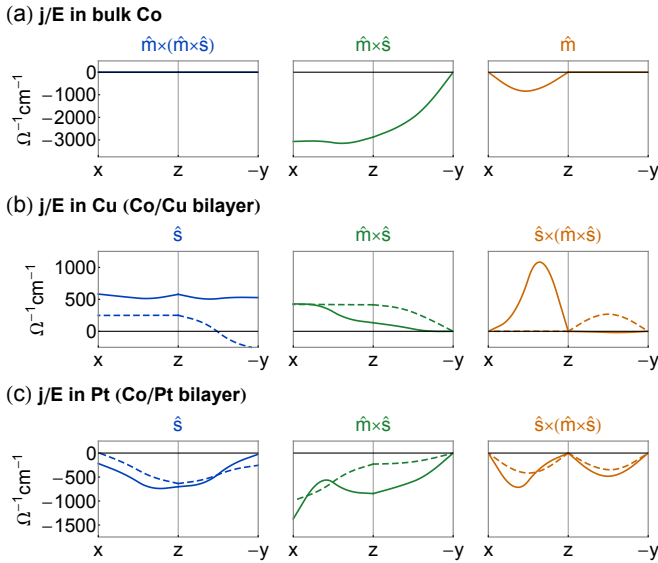 (a) j/E in bulk Co
m̂×(m̂×ŝ) m̂×ŝ m̂
Ω⁻¹cm⁻¹
0
−1000
−2000
−3000
x z −y x z −y x z −y
(b) j/E in Cu (Co/Cu bilayer)
ŝ m̂×ŝ ŝ×(m̂×ŝ)
Ω⁻¹cm⁻¹
1000
500
0
x z −y x z −y x z −y
(c) j/E in Pt (Co/Pt bilayer)
ŝ m̂×ŝ ŝ×(m̂×ŝ)
Ω⁻¹cm⁻¹
0
−500
−1000
−1500
x z −y x z −y x z −y